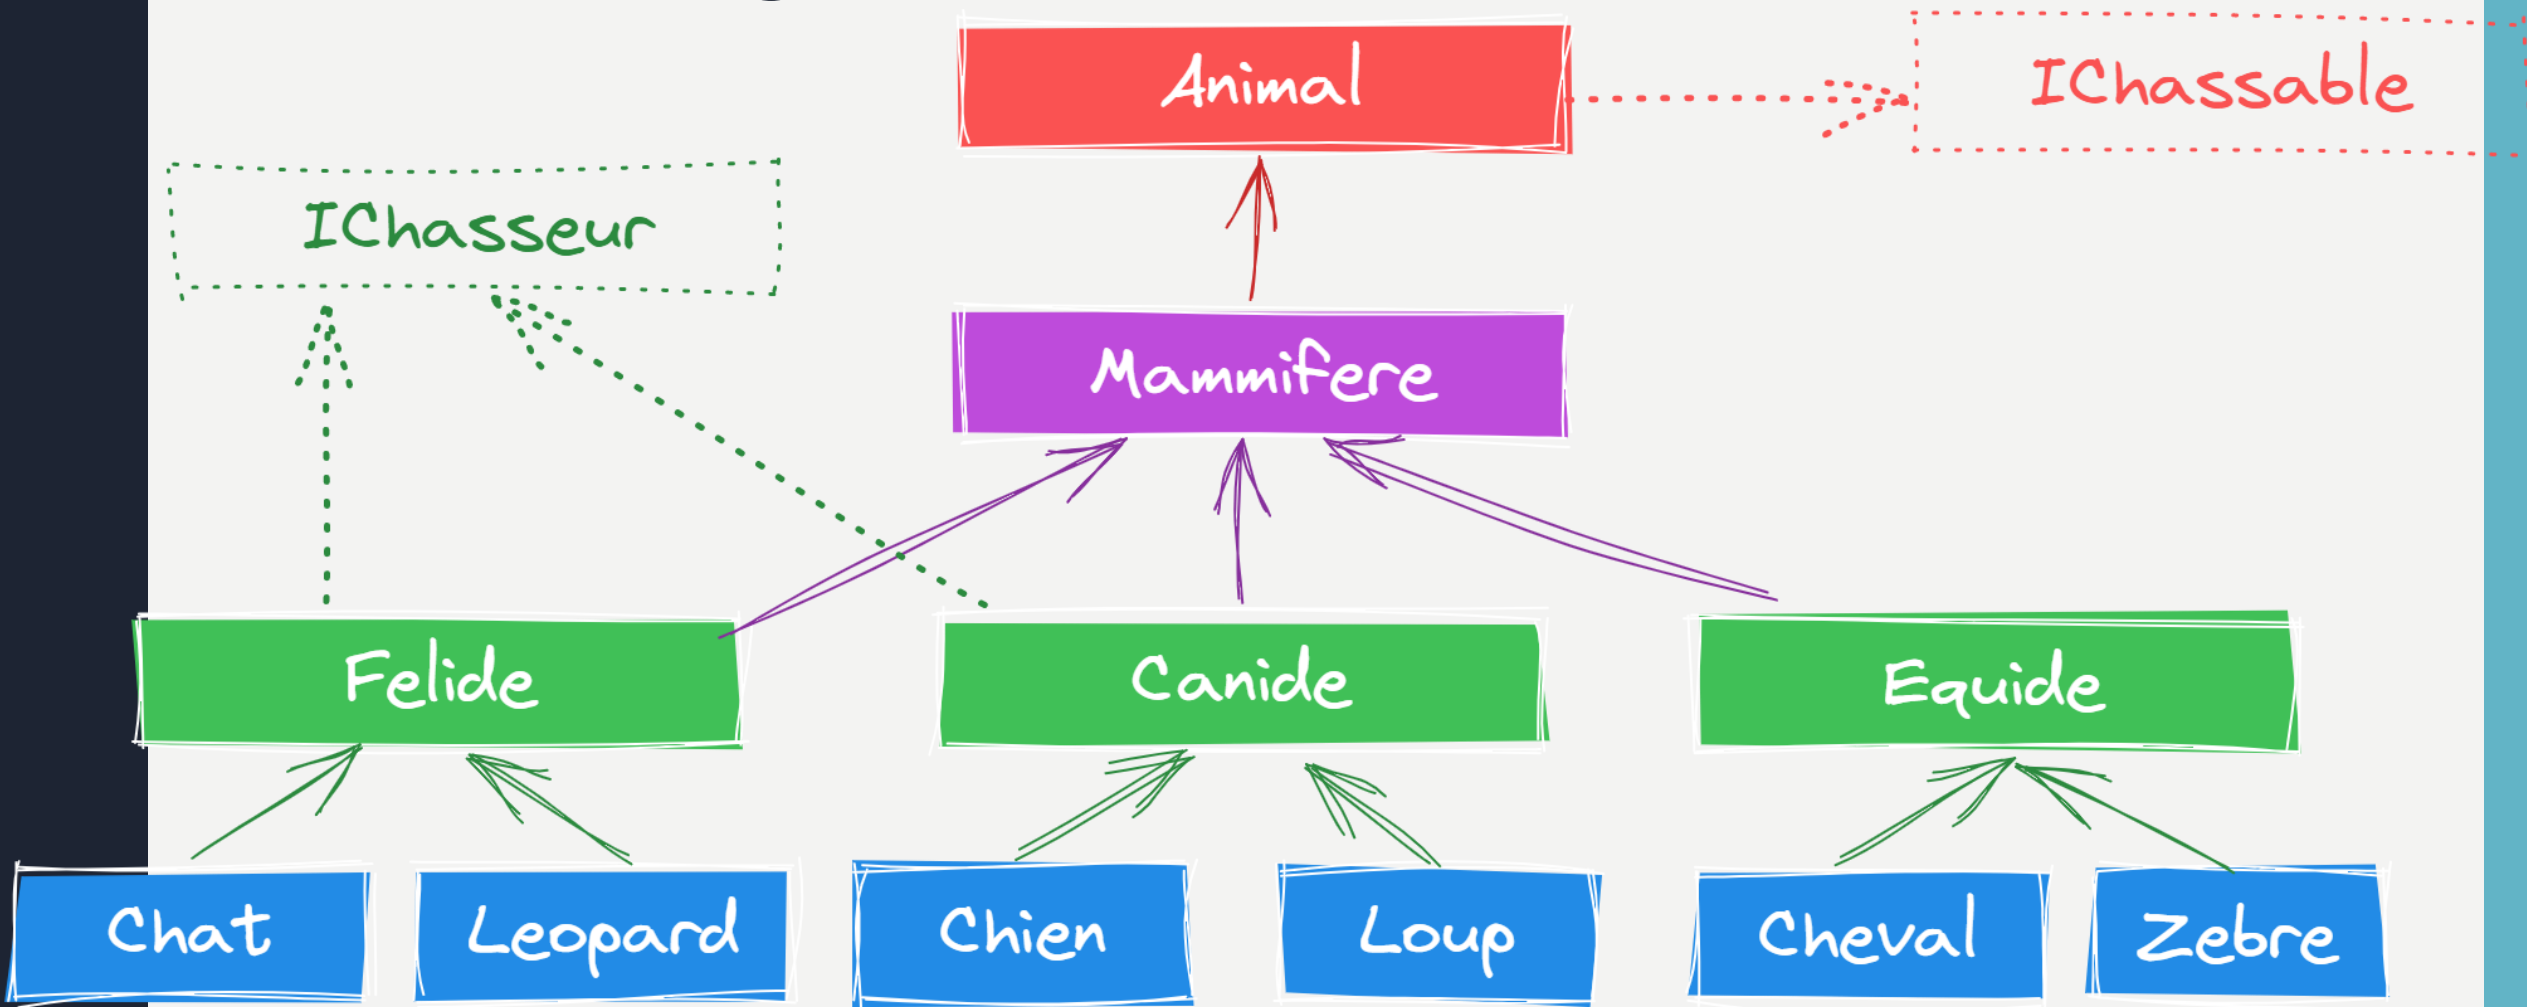 Animal
IChassable
IChasseur
Mammifere
Felide
Canide
Equide
Chat
Leopard
Chien
Loup
Cheval
Zebre